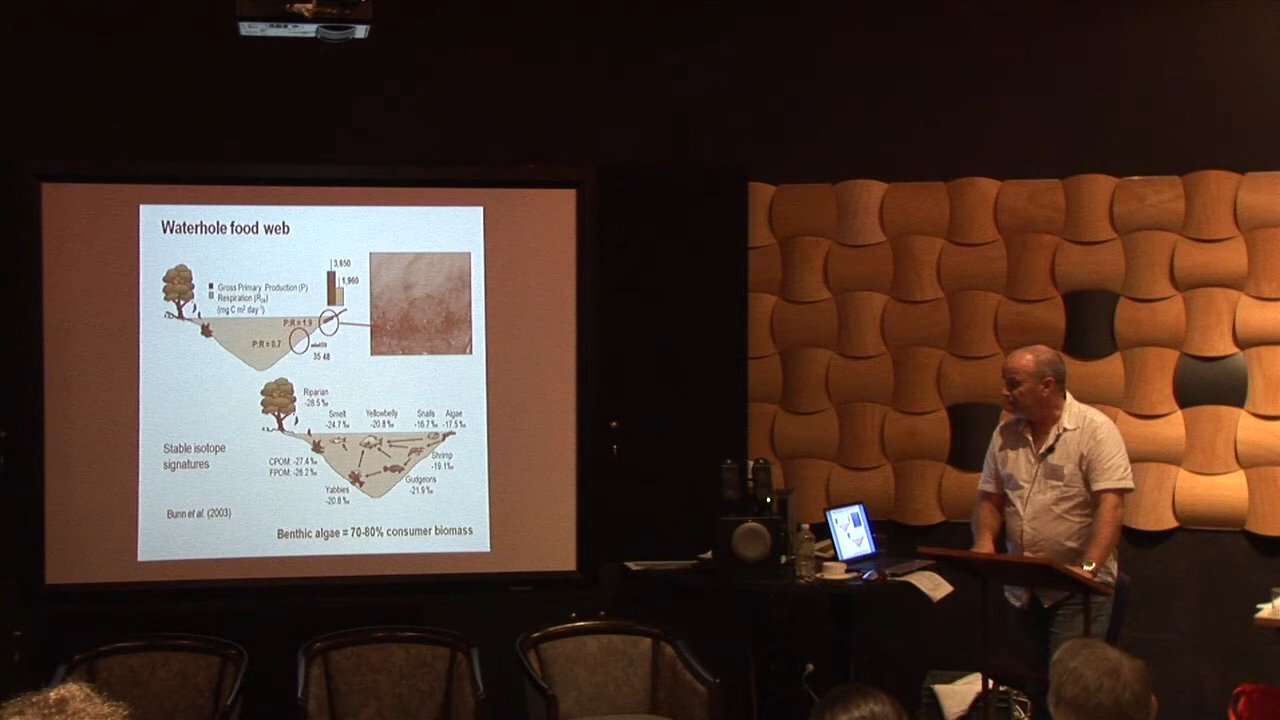 Waterhole food web
3,650
1,960
Gross Primary Production (P)
Respiration (R
(mg C m² day⁻¹)
P:R = 1.9
P:R = 0.7
35 48
Riparian
-28.5 ‰
Smelt
-24.7 ‰
Yellowbelly
-20.8 ‰
Snails
-16.7 ‰
Algae
-17.5 ‰
Stable isotope
signatures
CPOM: -27.4 ‰
FPOM: -26.2 ‰
Shrimp
-19.1‰
Gudgeons
-21.9 ‰
Yabbies
-20.8 ‰
Bunn et al. (2003)
Benthic algae = 70-80% consumer biomass